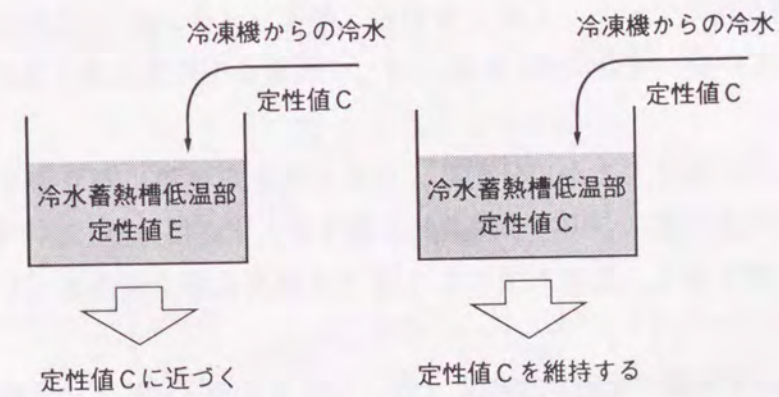 冷凍機からの冷水
定性値C
冷水蓄熱槽低温部
定性値E
定性値Cに近づく
冷凍機からの冷水
定性値C
冷水蓄熱槽低温部
定性値C
定性値Cを維持する